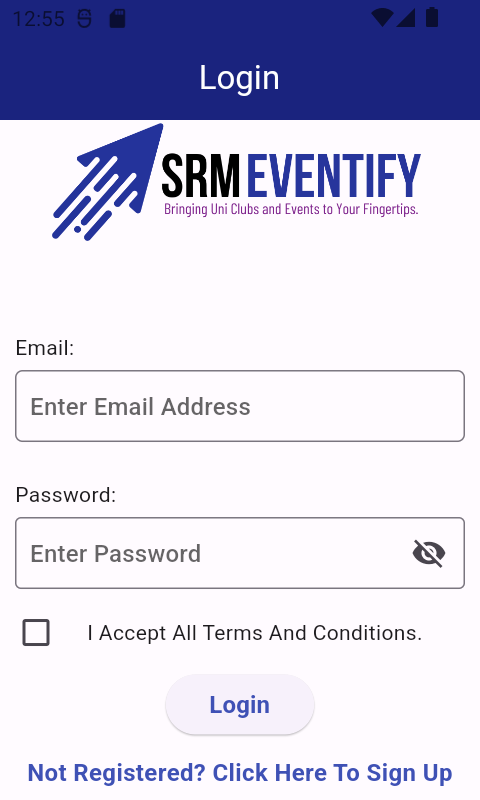 12:55
Login
SRM EVENTIFY
Bringing Uni Clubs and Events to Your Fingertips.
Email:
Enter Email Address
Password:
Enter Password
I Accept All Terms And Conditions.
Login
Not Registered? Click Here To Sign Up